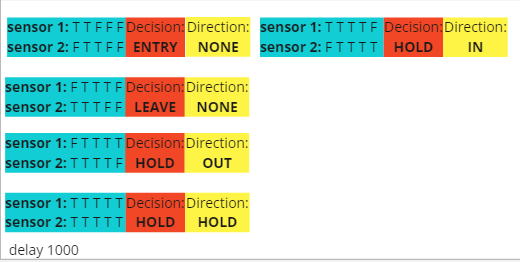 sensor 1: T T F F F Decision: Direction: sensor 1: T T T T F Decision: Direction:
sensor 2: F T T F F ENTRY NONE sensor 2: F T T T T HOLD IN
sensor 1: F T T F F Decision: Direction:
sensor 2: T T T F F LEAVE NONE
sensor 1: F T T T T Decision: Direction:
sensor 2: T T T T F HOLD OUT
sensor 1: T T T T T Decision: Direction:
sensor 2: T T T T T HOLD HOLD
delay 1000